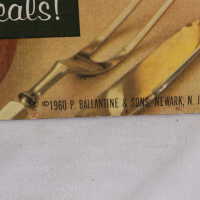 eals!
©1960 P. BALLANTINE & SONS, NEWARK, N. J.